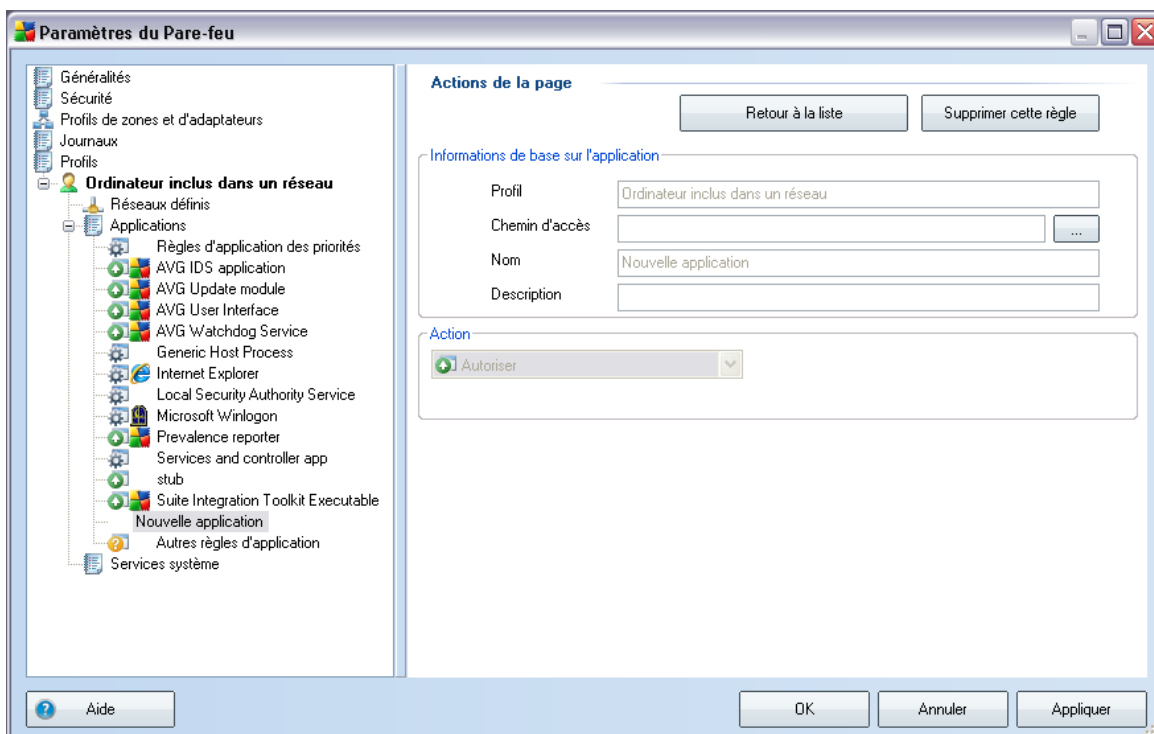 Paramètres du Pare-feu
Généralités
Sécurité
Profils de zones et d'adaptateurs
Journaux
Profils
Ordinateur inclus dans un réseau
Réseaux définis
Applications
Règles d'application des priorités
AVG IDS application
AVG Update module
AVG User Interface
AVG Watchdog Service
Generic Host Process
Internet Explorer
Local Security Authority Service
Microsoft Winlogon
Prevalence reporter
Services and controller app
stub
Suite Integration Toolkit Executable
Nouvelle application
Autres règles d'application
Services système
Actions de la page
Retour à la liste
Supprimer cette règle
Informations de base sur l'application
Profil
Ordinateur inclus dans un réseau
Chemin d'accès
...
Nom
Nouvelle application
Description
Action
Autoriser
Aide
OK
Annuler
Appliquer